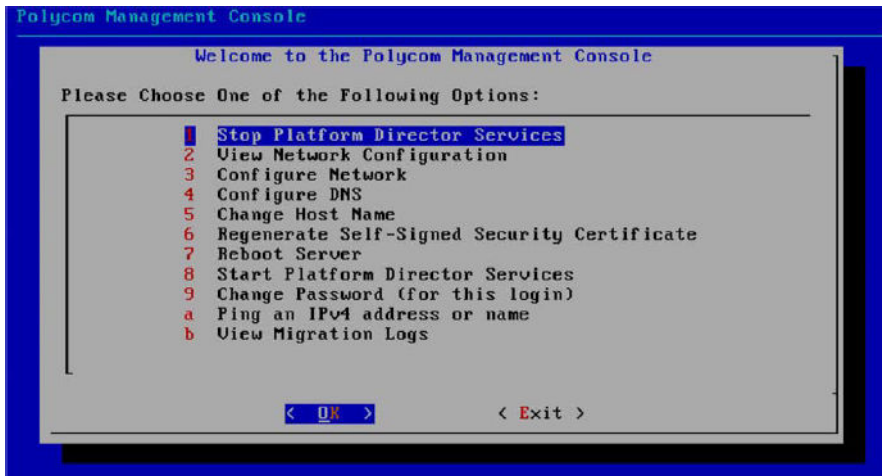 Polycom Management Console
Welcome to the Polycom Management Console
Please Choose One of the Following Options:
1 Stop Platform Director Services
2 View Network Configuration
3 Configure Network
4 Configure DNS
5 Change Host Name
6 Regenerate Self-Signed Security Certificate
7 Reboot Server
8 Start Platform Director Services
9 Change Password (for this login)
a Ping an IPv4 address or name
b View Migration Logs
< OK > < Exit >